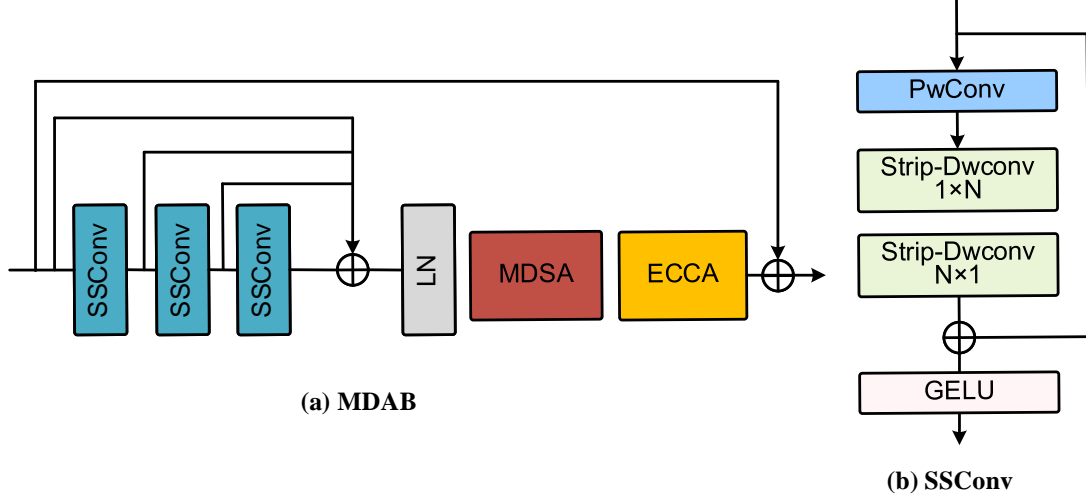 SSConv
SSConv
SSConv
LN
MDSA
ECCA
(a) MDAB
PwConv
Strip-Dwconv
1×N
Strip-Dwconv
N×1
GELU
(b) SSConv